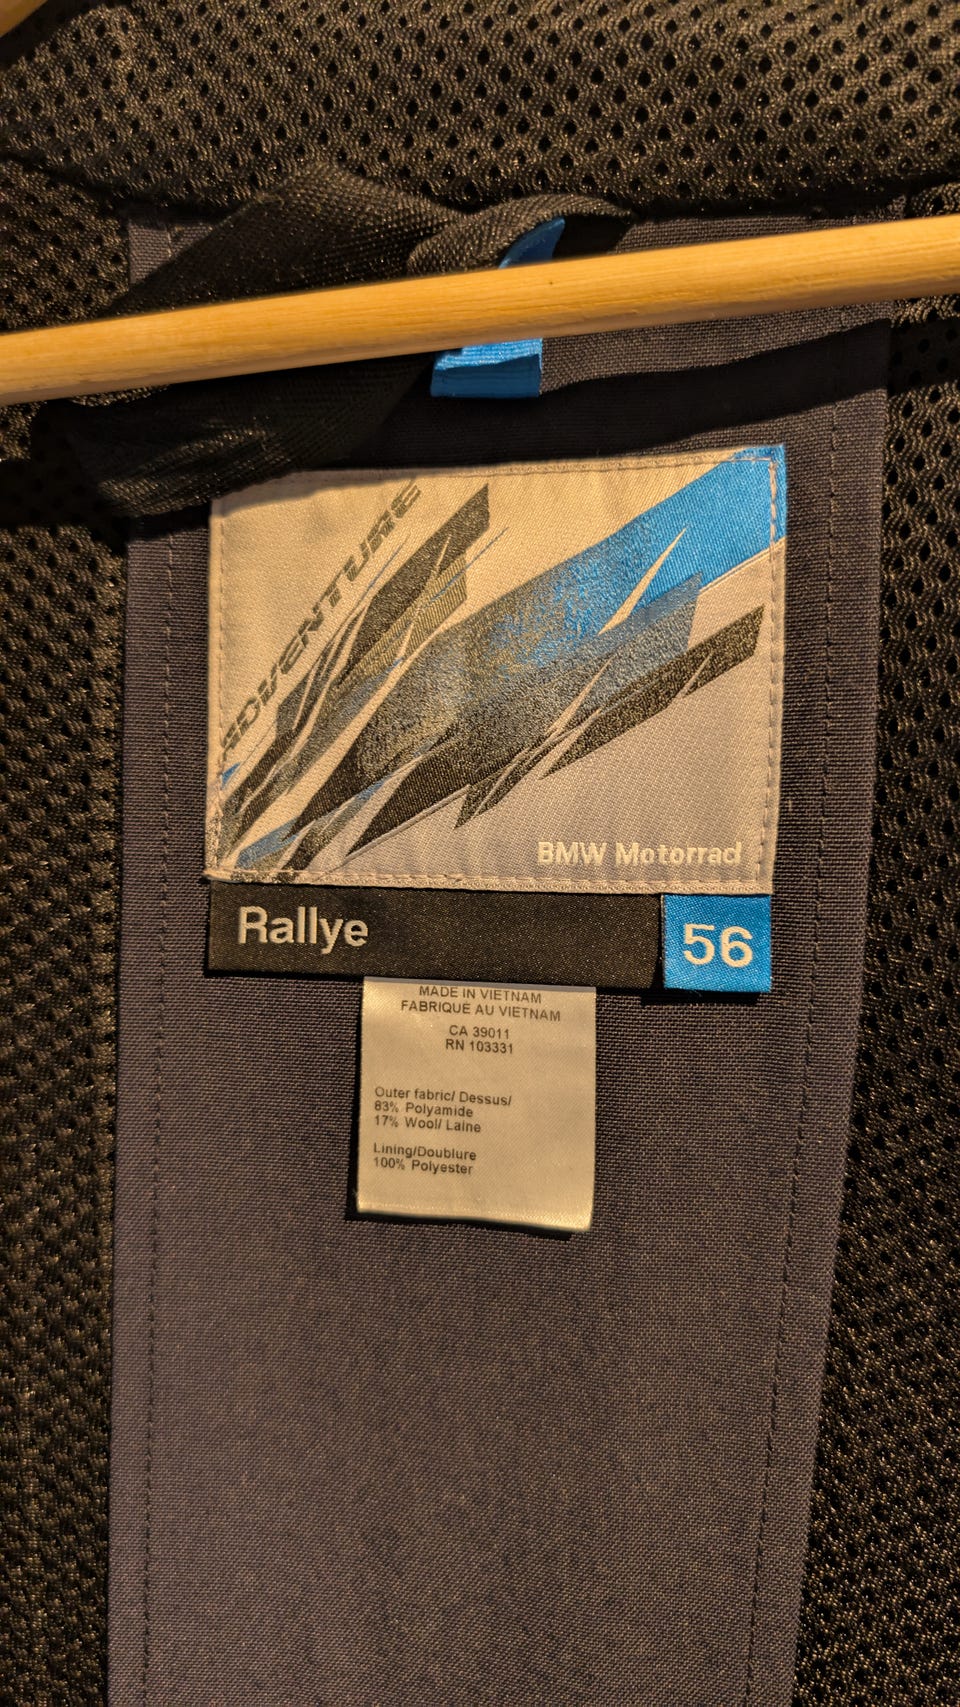 ADVENTURE
BMW Motorrad
Rallye
56
MADE IN VIETNAM
FABRIQUE AU VIETNAM
CA 39011
RN 103331
Outer fabric/ Dessus/
83% Polyamide
17% Wool/ Laine
Lining/Doublure
100% Polyester